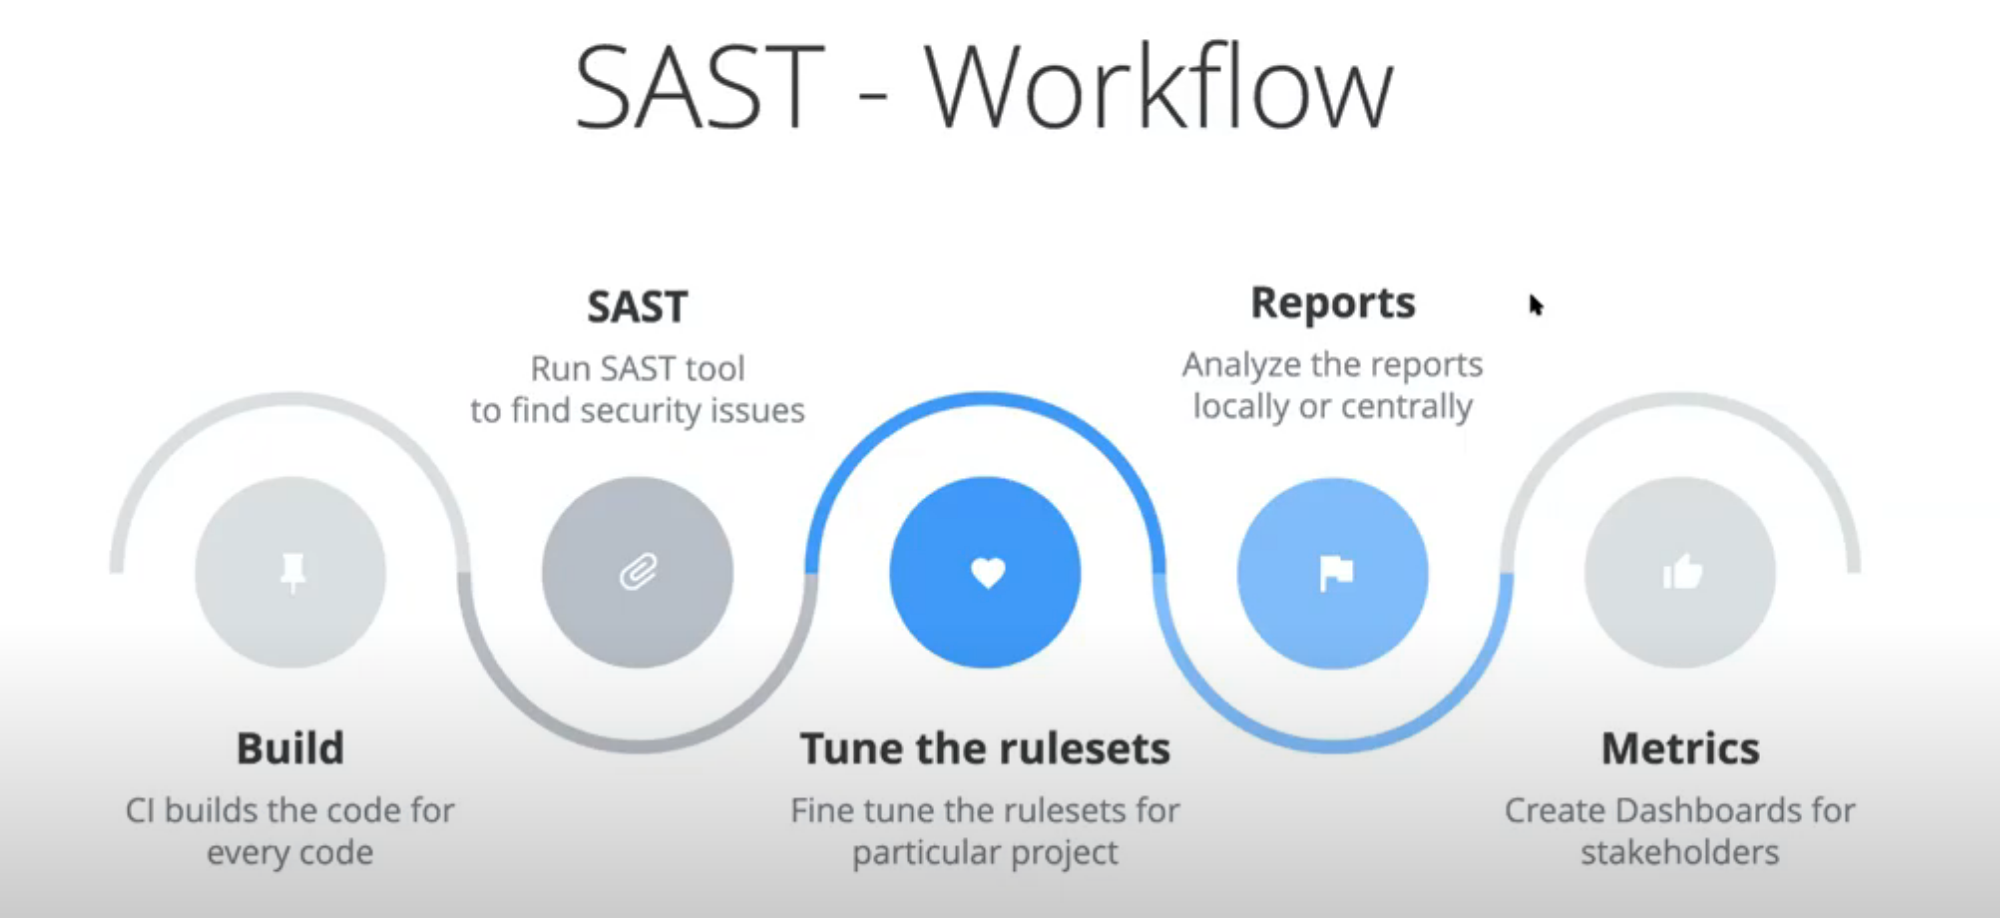 SAST - Workflow
Build
CI builds the code for
every code
SAST
Run SAST tool
to find security issues
Tune the rulesets
Fine tune the rulesets for
particular project
Reports
Analyze the reports
locally or centrally
Metrics
Create Dashboards for
stakeholders